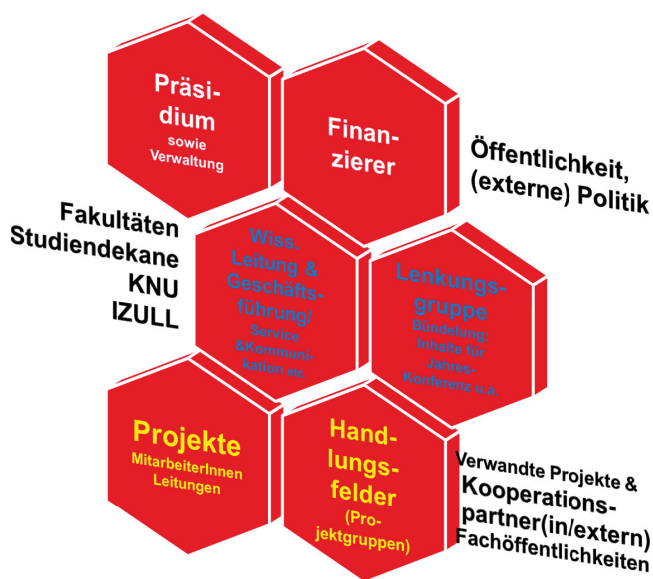 Präsi-
dium
sowie
Verwaltung
Finan-
zierer
Öffentlichkeit,
(externe) Politik
Fakultäten
Studiendekane
KNU
IZULL
Wiss.
Leitung &
Geschäfts-
führung/
Service
&Kommuni-
kation etc
Lenkungs-
gruppe
Bündelung;
Inhalte für
Jahres-
Konferenz u.a.
Projekte
MitarbeiterInnen
Leitungen
Hand-
lungs-
felder
(Pro-
jektgruppen)
Verwandte Projekte &
Kooperations-
partner(in/extern)
Fachöffentlichkeiten